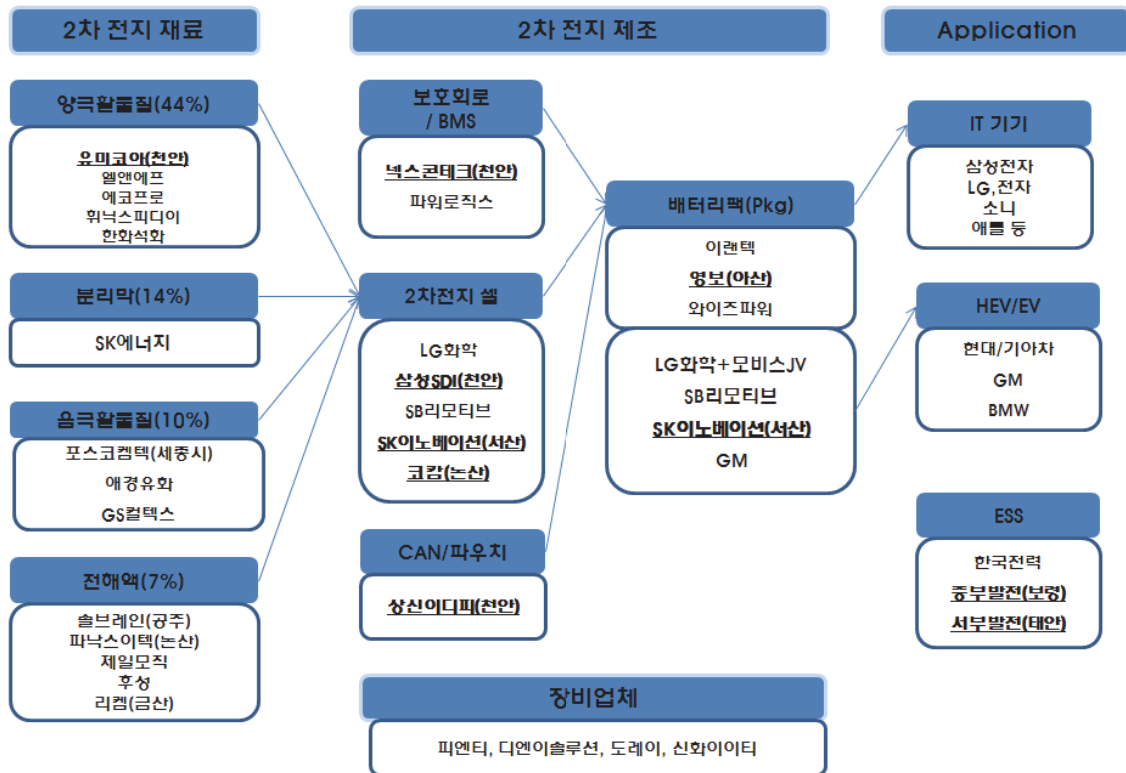 2차 전지 재료
2차 전지 제조
Application
양극활물질(44%)
유미코아(천안)
엘앤에프
에코프로
휘닉스피디이
한화석화
분리막(14%)
SK에너지
음극활물질(10%)
포스코켐텍(세종시)
애경유화
GS컬텍스
전해액(7%)
솔브레인(공주)
파낙스이텍(논산)
제일모직
후성
리켐(금산)
보호회로
/ BMS
넥스콘테크(천안)
파워로직스
2차전지 셀
LG화학
삼성SDI(천안)
SB리모티브
SK이노베이션(서산)
코캄(논산)
CAN/파우치
상신이디피(천안)
배터리팩(Pkg)
이랜텍
영보(아산)
와이즈파워
LG화학+모비스JV
SB리모티브
SK이노베이션(서산)
GM
장비업체
피엔티, 디엔이솔루션, 도레이, 신화이이티
IT 기기
삼성전자
LG,전자
소니
애플 등
HEV/EV
현대/기아차
GM
BMW
ESS
한국전력
중부발전(보령)
서부발전(태안)